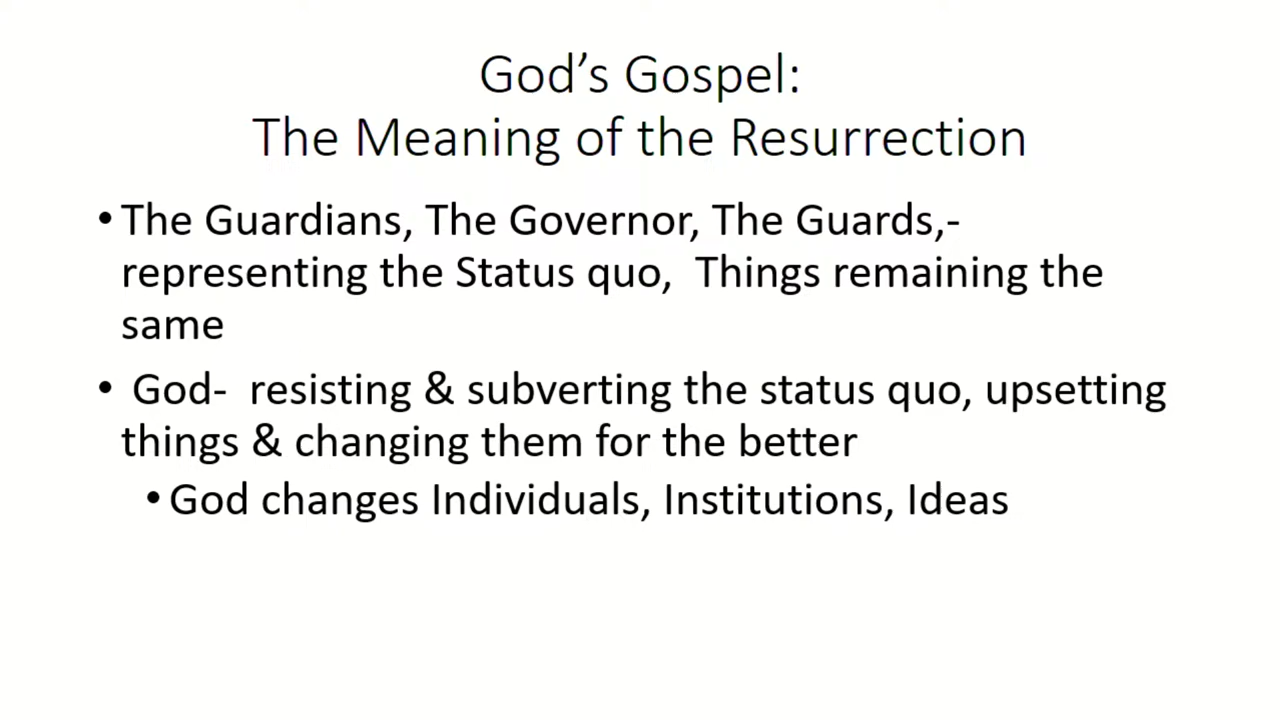 God’s Gospel:
The Meaning of the Resurrection
•The Guardians, The Governor, The Guards,-
representing the Status quo,  Things remaining the
same
• God-  resisting & subverting the status quo, upsetting
things & changing them for the better
•God changes Individuals, Institutions, Ideas